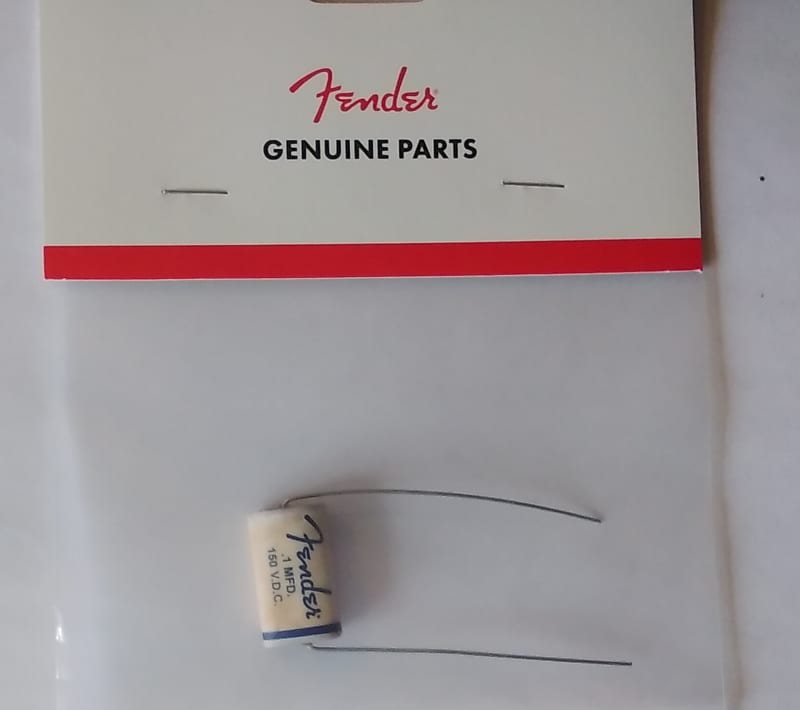 Fender
GENUINE PARTS
Fender
.1 MFD.
150 V.D.C.